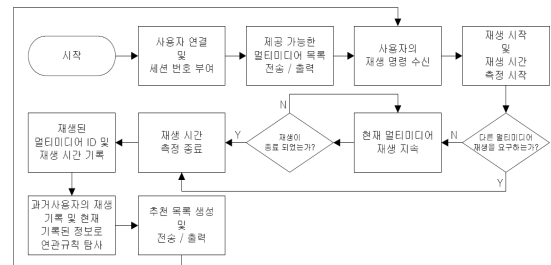 시작
사용자 연결
및
세션 번호 부여
제공 가능한
멀티미디어 목록
전송 / 출력
사용자의
재생 명령 수신
재생 시작
및
재생 시간
측정 시작
재생된
멀티미디어 ID 및
재생 시간 기록
재생 시간
측정 종료
Y
재생이
종료 되었는가?
N
현재 멀티미디어
재생 지속
N
다른 멀티미디어
재생을 요구하는가?
Y
과거사용자의 재생
기록 및 현재
기록된 정보로
연관규칙 탐사
추천 목록 생성
및
전송 / 출력